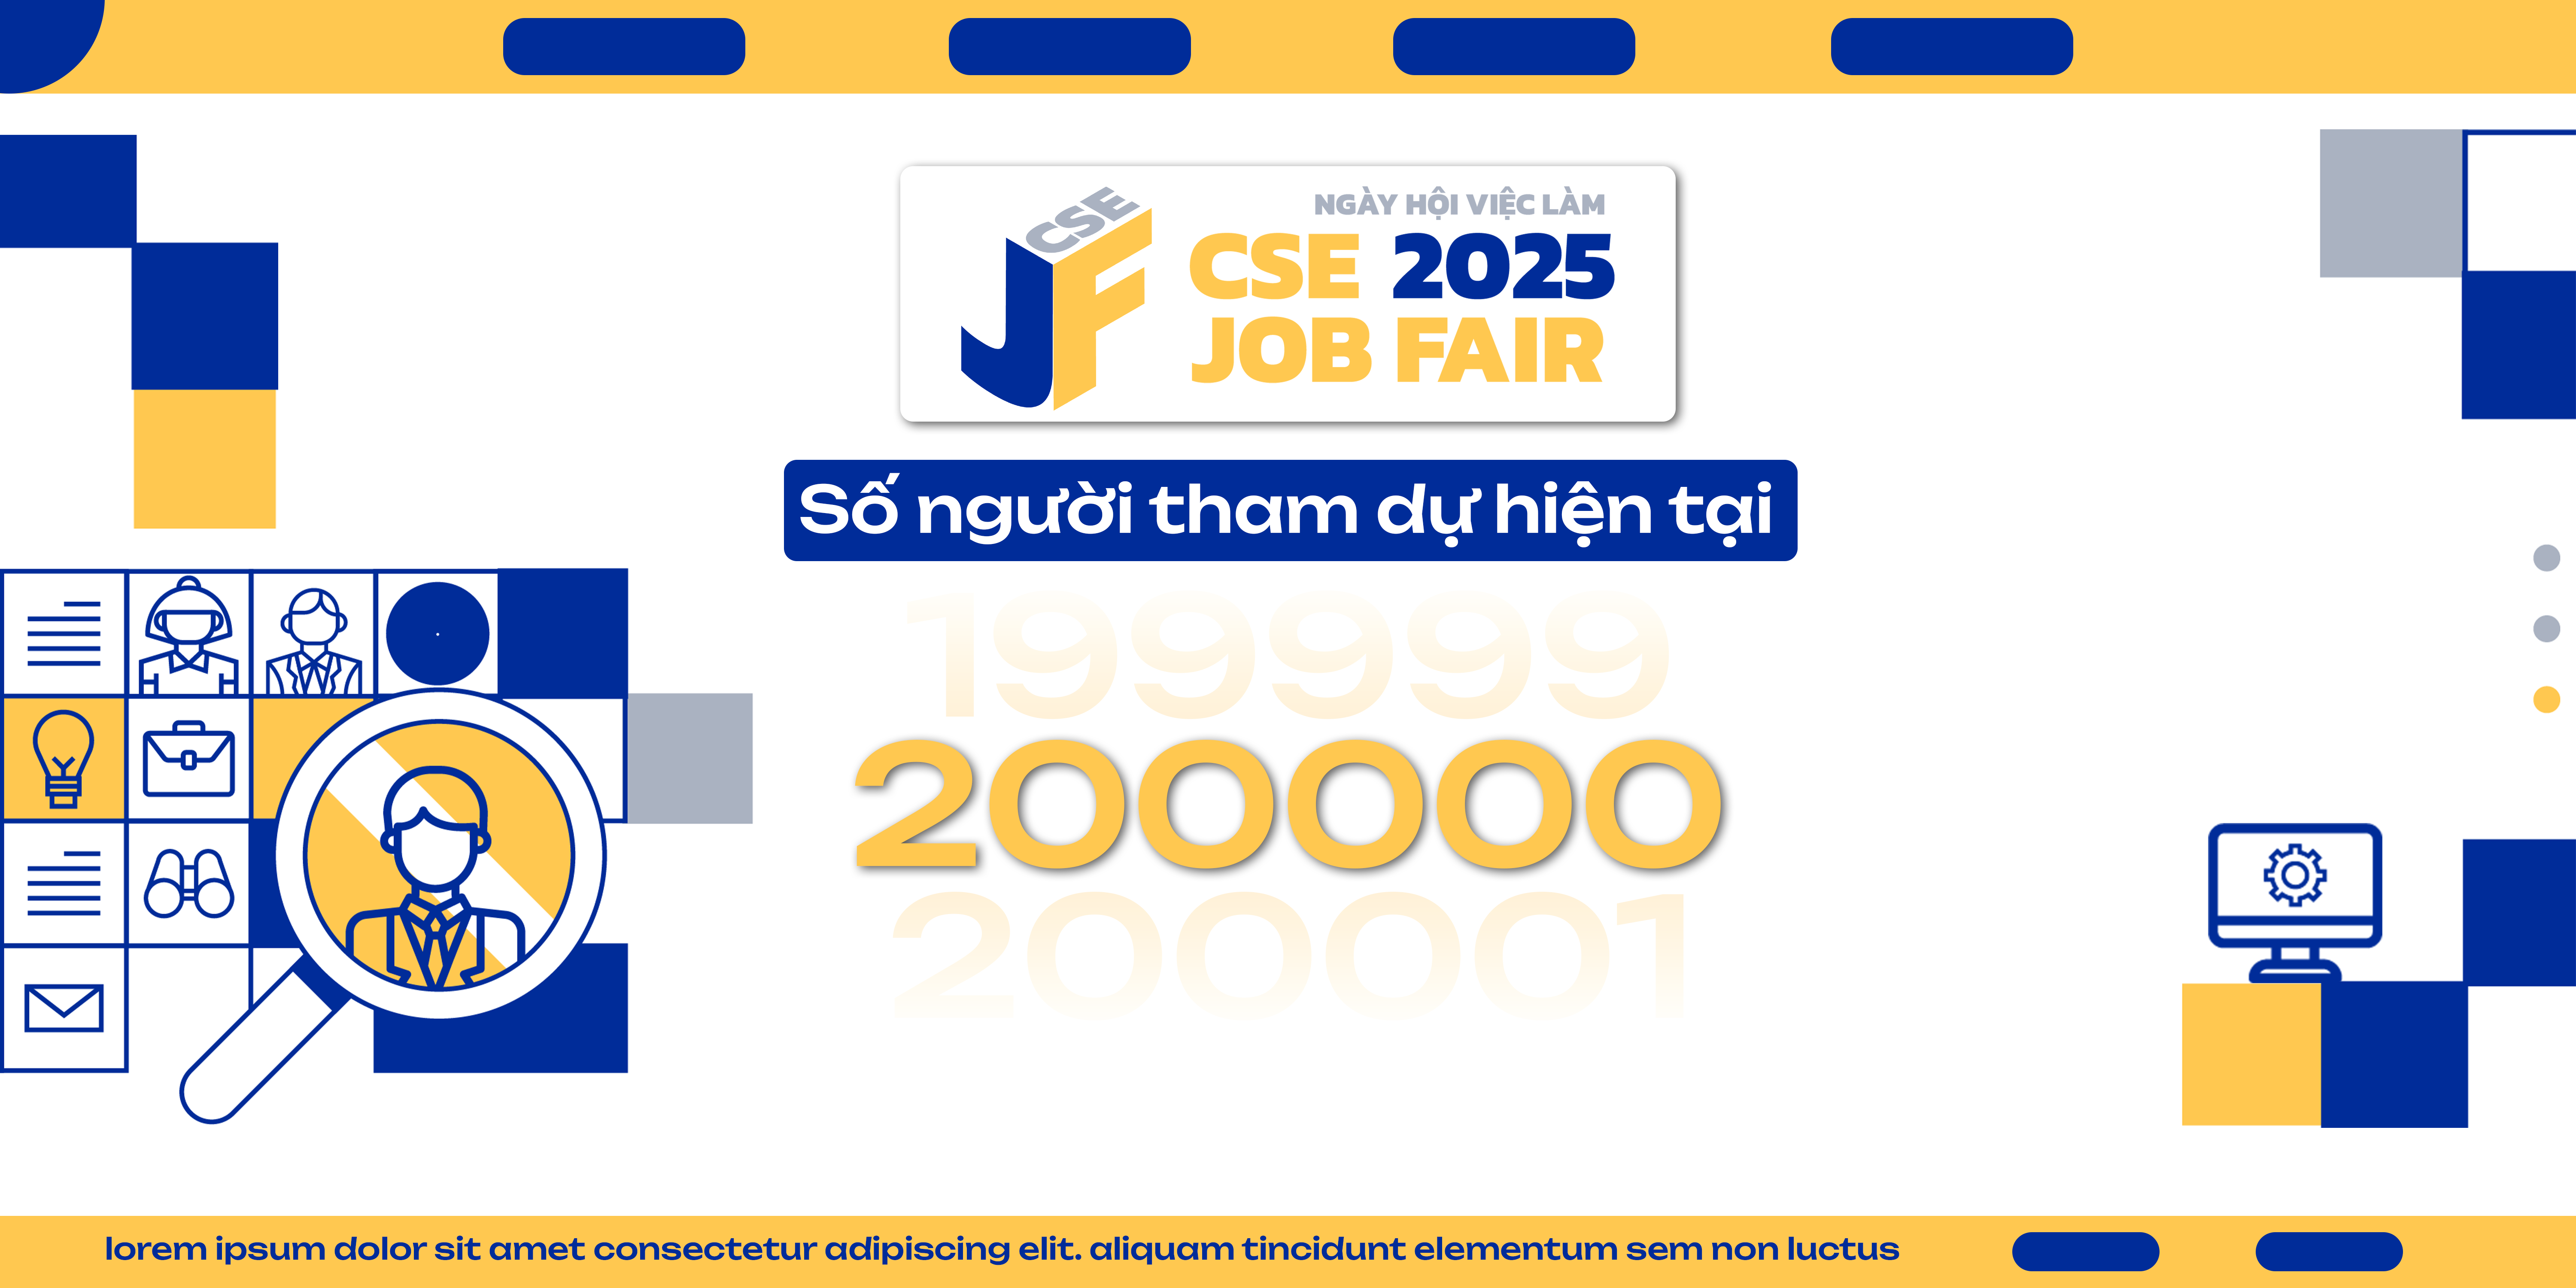 CSE
JF
NGÀY HỘI VIỆC LÀM
CSE 2025
JOB FAIR
Số người tham dự hiện tại
199999
200000
200001
lorem ipsum dolor sit amet consectetur adipiscing elit. aliquam tincidunt elementum sem non luctus